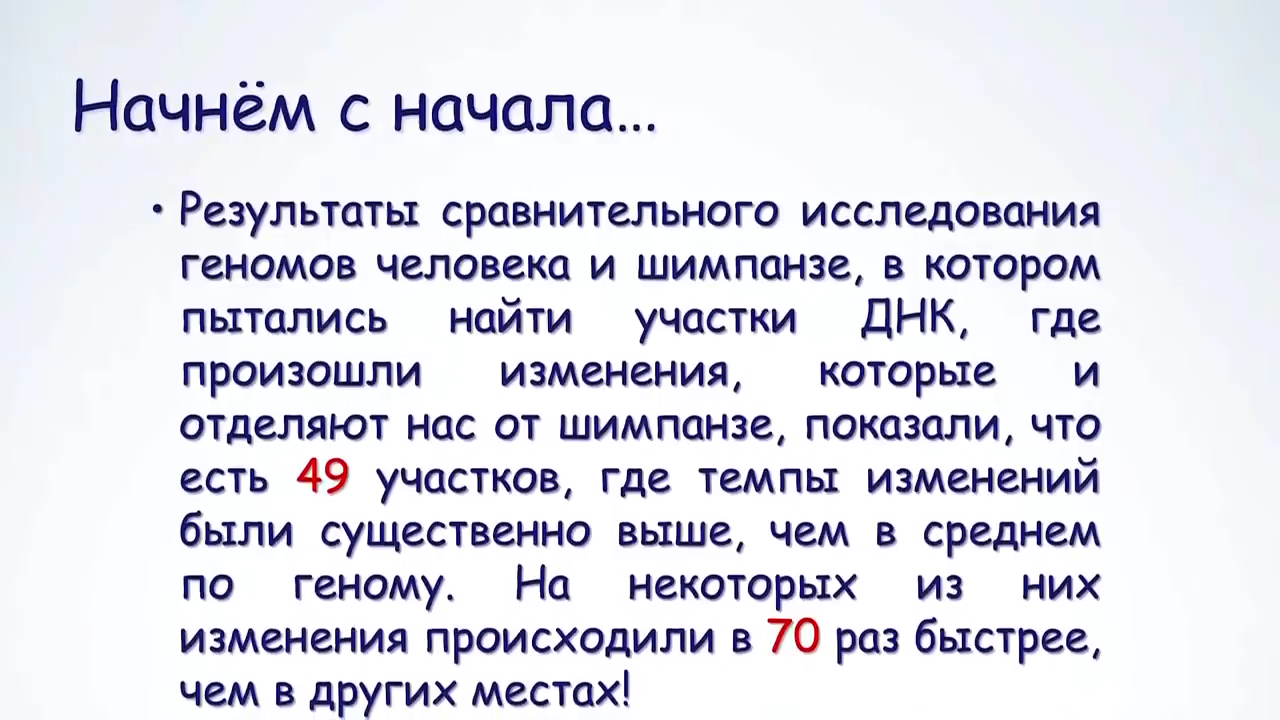 Начнём с начала...
• Результаты сравнительного исследования
геномов человека и шимпанзе, в котором
пытались найти участки ДНК, где
произошли изменения, которые и
отделяют нас от шимпанзе, показали, что
есть 49 участков, где темпы изменений
были существенно выше, чем в среднем
по геному. На некоторых из них
изменения происходили в 70 раз быстрее,
чем в других местах!